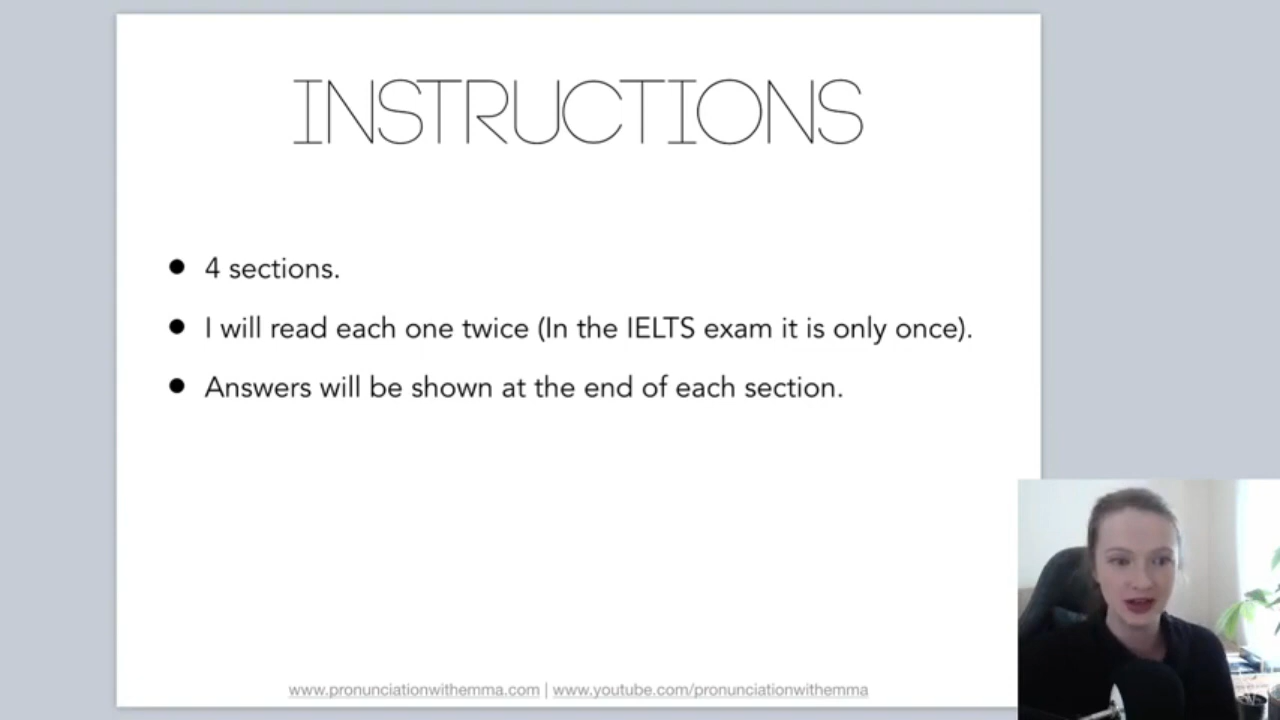 INSTRUCTIONS
• 4 sections.
• I will read each one twice (In the IELTS exam it is only once).
• Answers will be shown at the end of each section.
www.pronunciationwithemma.com | www.youtube.com/pronunciationwithemma